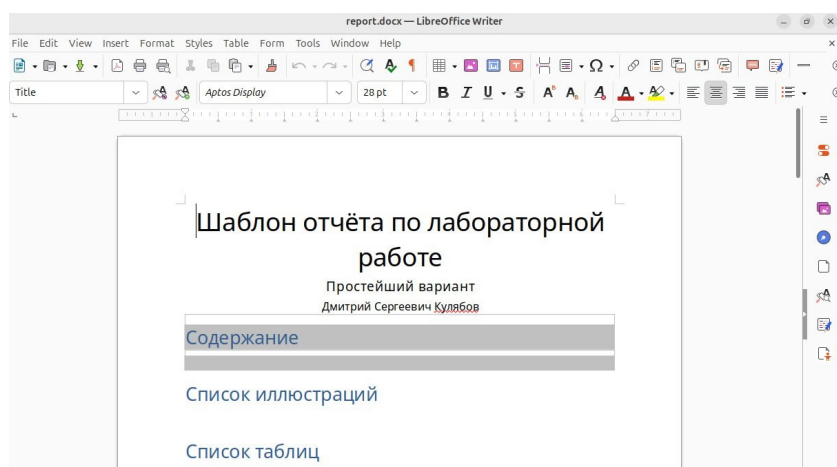 report.docx — LibreOffice Writer
File Edit View Insert Format Styles Table Form Tools Window Help
Title Aptos Display 28 pt
Шаблон отчёта по лабораторной
работе
Простейший вариант
Дмитрий Сергеевич Кулябов
Содержание
Список иллюстраций
Список таблиц